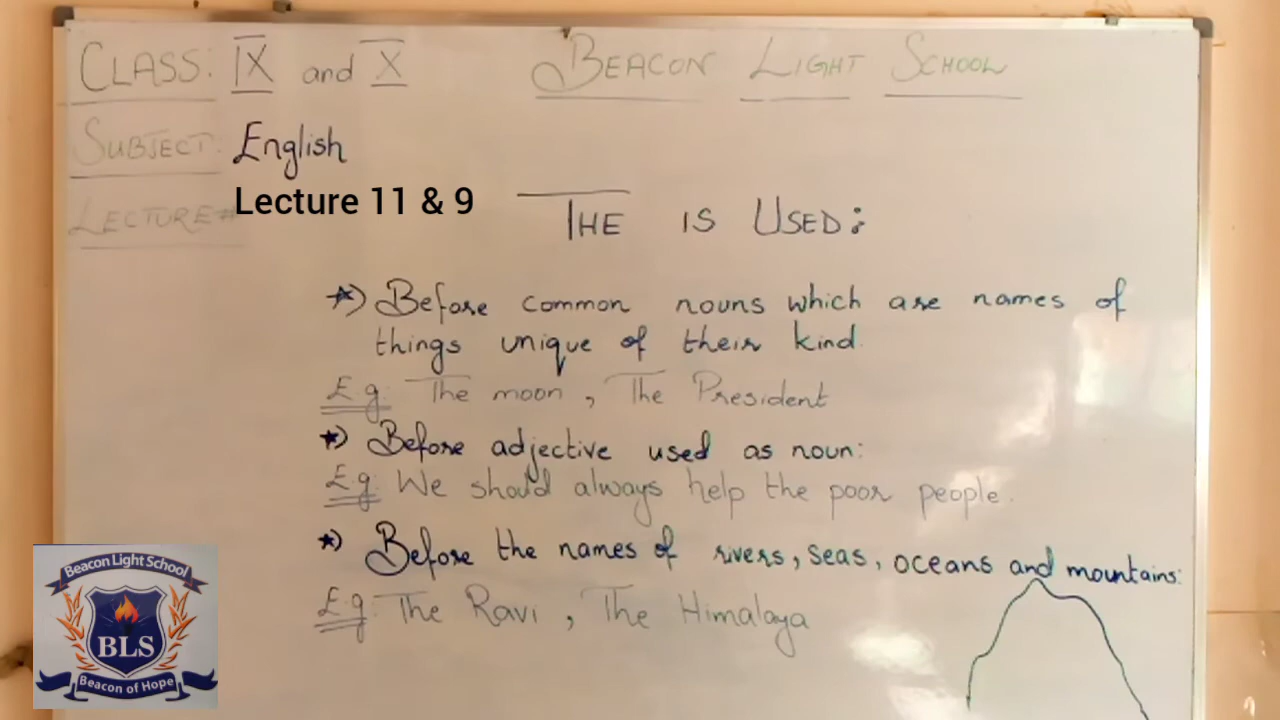 CLASS: IX and X
BEACON LIGHT SCHOOL
SUBJECT: English
LECTURE# Lecture 11 & 9
THE IS USED:
*) Before common nouns which are names of
things unique of their kind.
E.g: The moon, The President
*) Before adjective used as noun:
E.g: We should always help the poor people.
*) Before the names of rivers, seas, oceans and mountains:
E.g: The Ravi, The Himalaya
Beacon Light School
BLS
Beacon of Hope